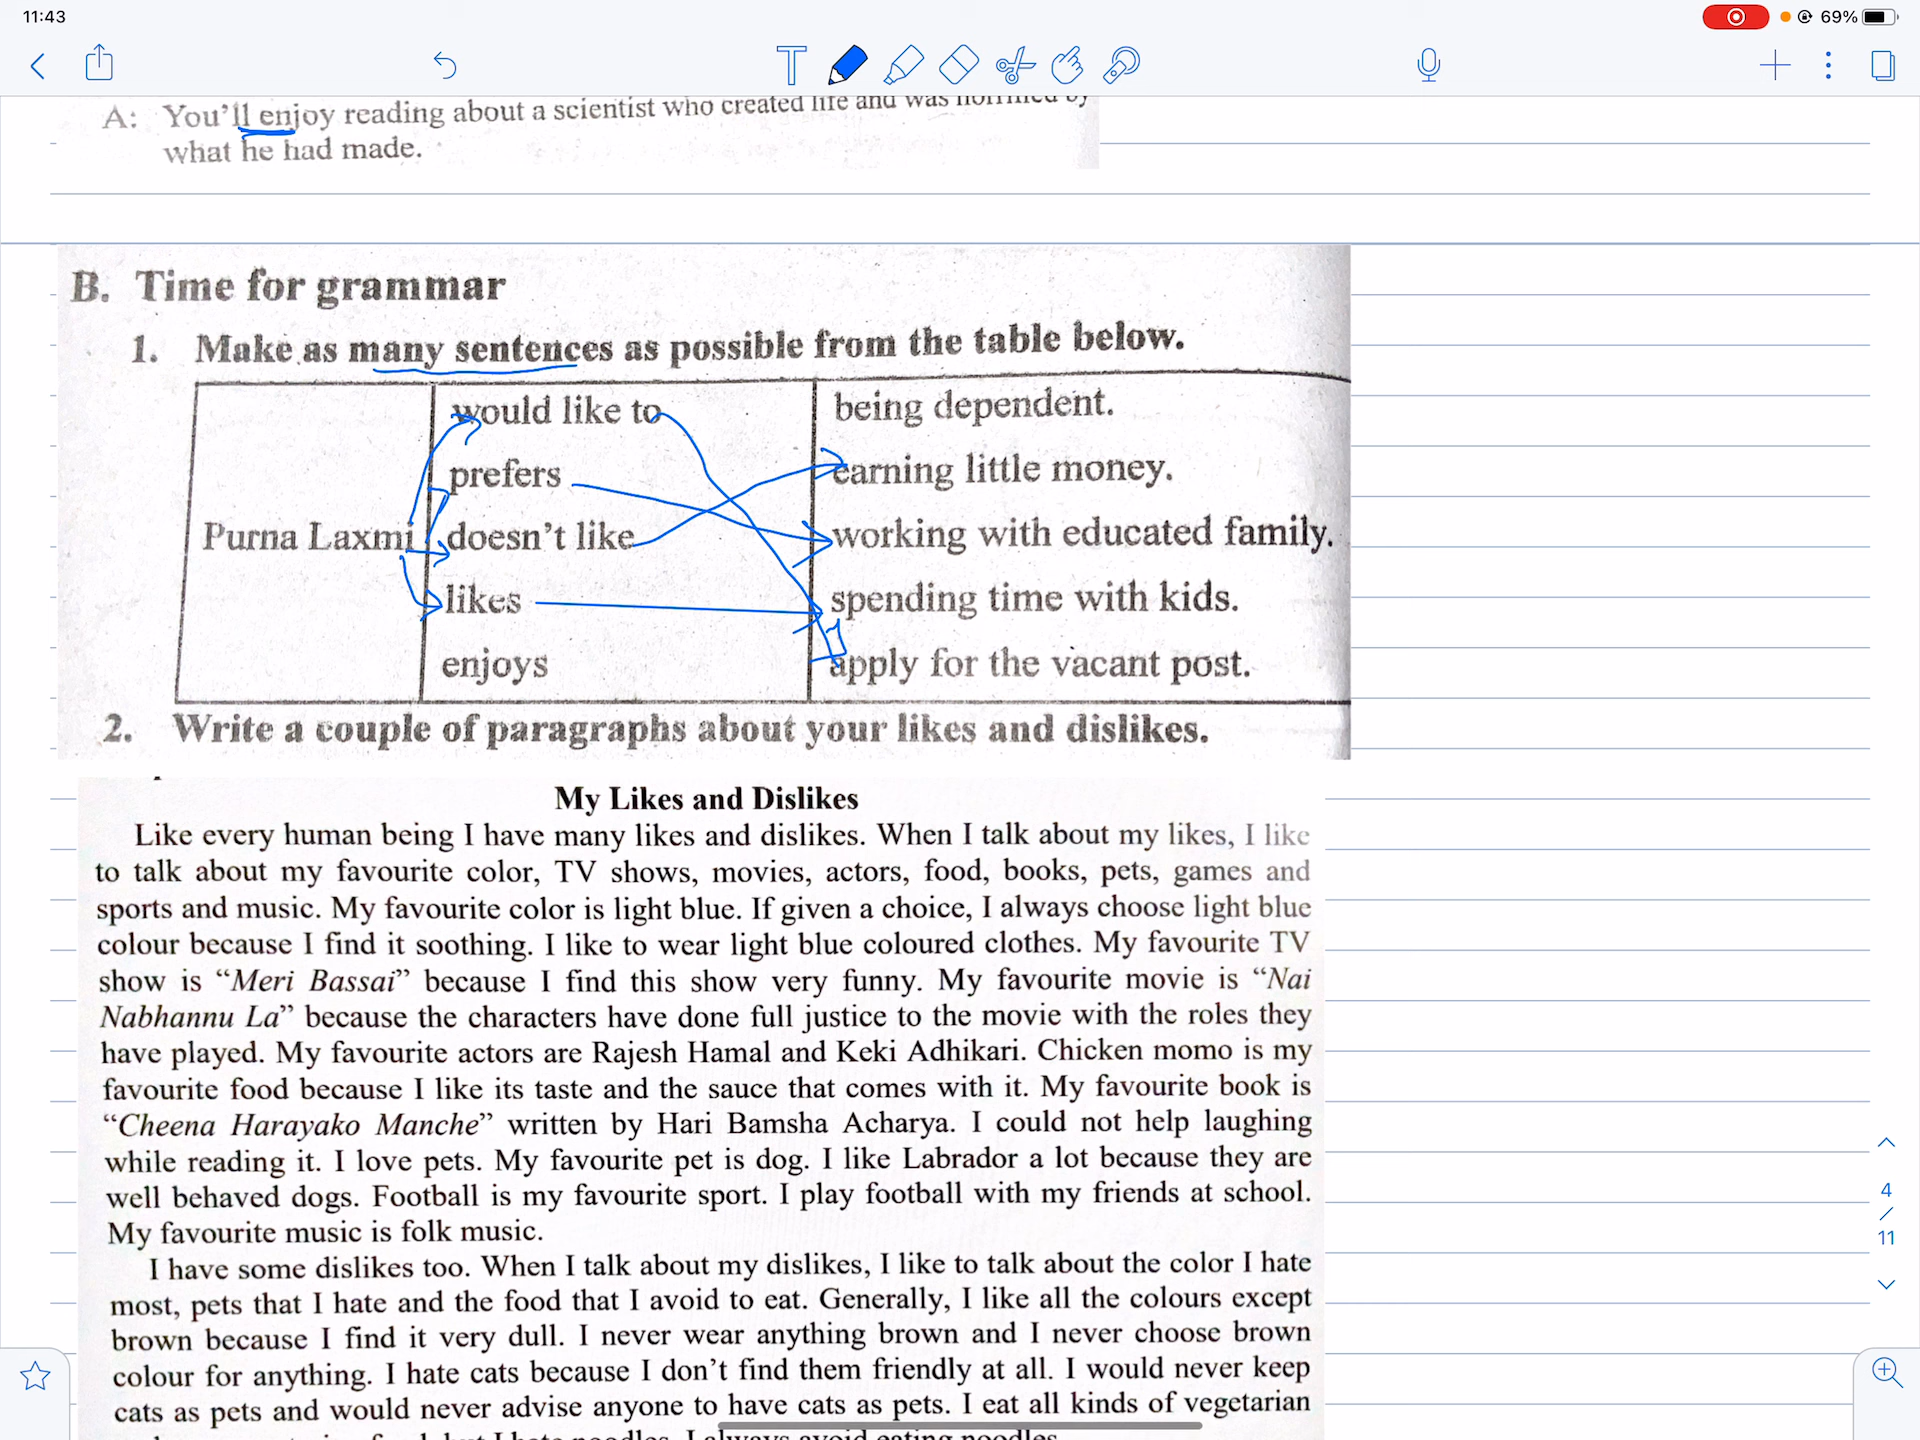 11:43
69%
A: You'll enjoy reading about a scientist who created life and was horrified by
what he had made.
B. Time for grammar
1. Make as many sentences as possible from the table below.
would like to being dependent.
prefers earning little money.
Purna Laxmi doesn't like working with educated family.
likes spending time with kids.
enjoys apply for the vacant post.
2. Write a couple of paragraphs about your likes and dislikes.
My Likes and Dislikes
Like every human being I have many likes and dislikes. When I talk about my likes, I like
to talk about my favourite color, TV shows, movies, actors, food, books, pets, games and
sports and music. My favourite color is light blue. If given a choice, I always choose light blue
colour because I find it soothing. I like to wear light blue coloured clothes. My favourite TV
show is “Meri Bassai” because I find this show very funny. My favourite movie is “Nai
Nabhannu La” because the characters have done full justice to the movie with the roles they
have played. My favourite actors are Rajesh Hamal and Keki Adhikari. Chicken momo is my
favourite food because I like its taste and the sauce that comes with it. My favourite book is
“Cheena Harayako Manche” written by Hari Bamsha Acharya. I could not help laughing
while reading it. I love pets. My favourite pet is dog. I like Labrador a lot because they are
well behaved dogs. Football is my favourite sport. I play football with my friends at school.
My favourite music is folk music.
I have some dislikes too. When I talk about my dislikes, I like to talk about the color I hate
most, pets that I hate and the food that I avoid to eat. Generally, I like all the colours except
brown because I find it very dull. I never wear anything brown and I never choose brown
colour for anything. I hate cats because I don't find them friendly at all. I would never keep
cats as pets and would never advise anyone to have cats as pets. I eat all kinds of vegetarian
I hate noodles. I always avoid eating noodles
4
/
11